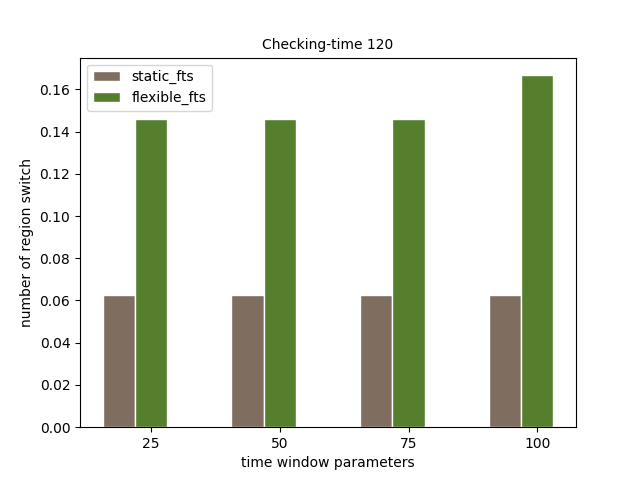 Checking-time 120
static_fts
flexible_fts
number of region switch
0.16
0.14
0.12
0.10
0.08
0.06
0.04
0.02
0.00
25 50 75 100
time window parameters